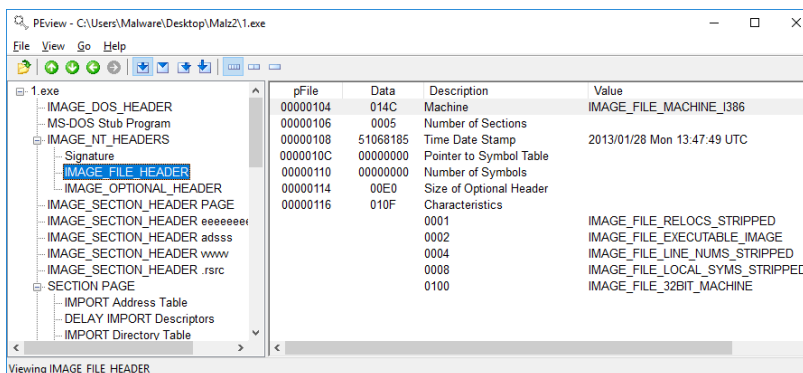 PEview - C:\Users\Malware\Desktop\Malz2\1.exe
File View Go Help
1.exe
IMAGE_DOS_HEADER
MS-DOS Stub Program
IMAGE_NT_HEADERS
Signature
IMAGE_FILE_HEADER
IMAGE_OPTIONAL_HEADER
IMAGE_SECTION_HEADER PAGE
IMAGE_SECTION_HEADER eeeeeeee
IMAGE_SECTION_HEADER adsss
IMAGE_SECTION_HEADER www
IMAGE_SECTION_HEADER .rsrc
SECTION PAGE
IMPORT Address Table
DELAY IMPORT Descriptors
IMPORT Directory Table
pFile Data Description Value
00000104 014C Machine IMAGE_FILE_MACHINE_I386
00000106 0005 Number of Sections
00000108 51068185 Time Date Stamp 2013/01/28 Mon 13:47:49 UTC
0000010C 00000000 Pointer to Symbol Table
00000110 00000000 Number of Symbols
00000114 00E0 Size of Optional Header
00000116 010F Characteristics
0001 IMAGE_FILE_RELOCS_STRIPPED
0002 IMAGE_FILE_EXECUTABLE_IMAGE
0004 IMAGE_FILE_LINE_NUMS_STRIPPED
0008 IMAGE_FILE_LOCAL_SYMS_STRIPPED
0100 IMAGE_FILE_32BIT_MACHINE
Viewing IMAGE_FILE_HEADER